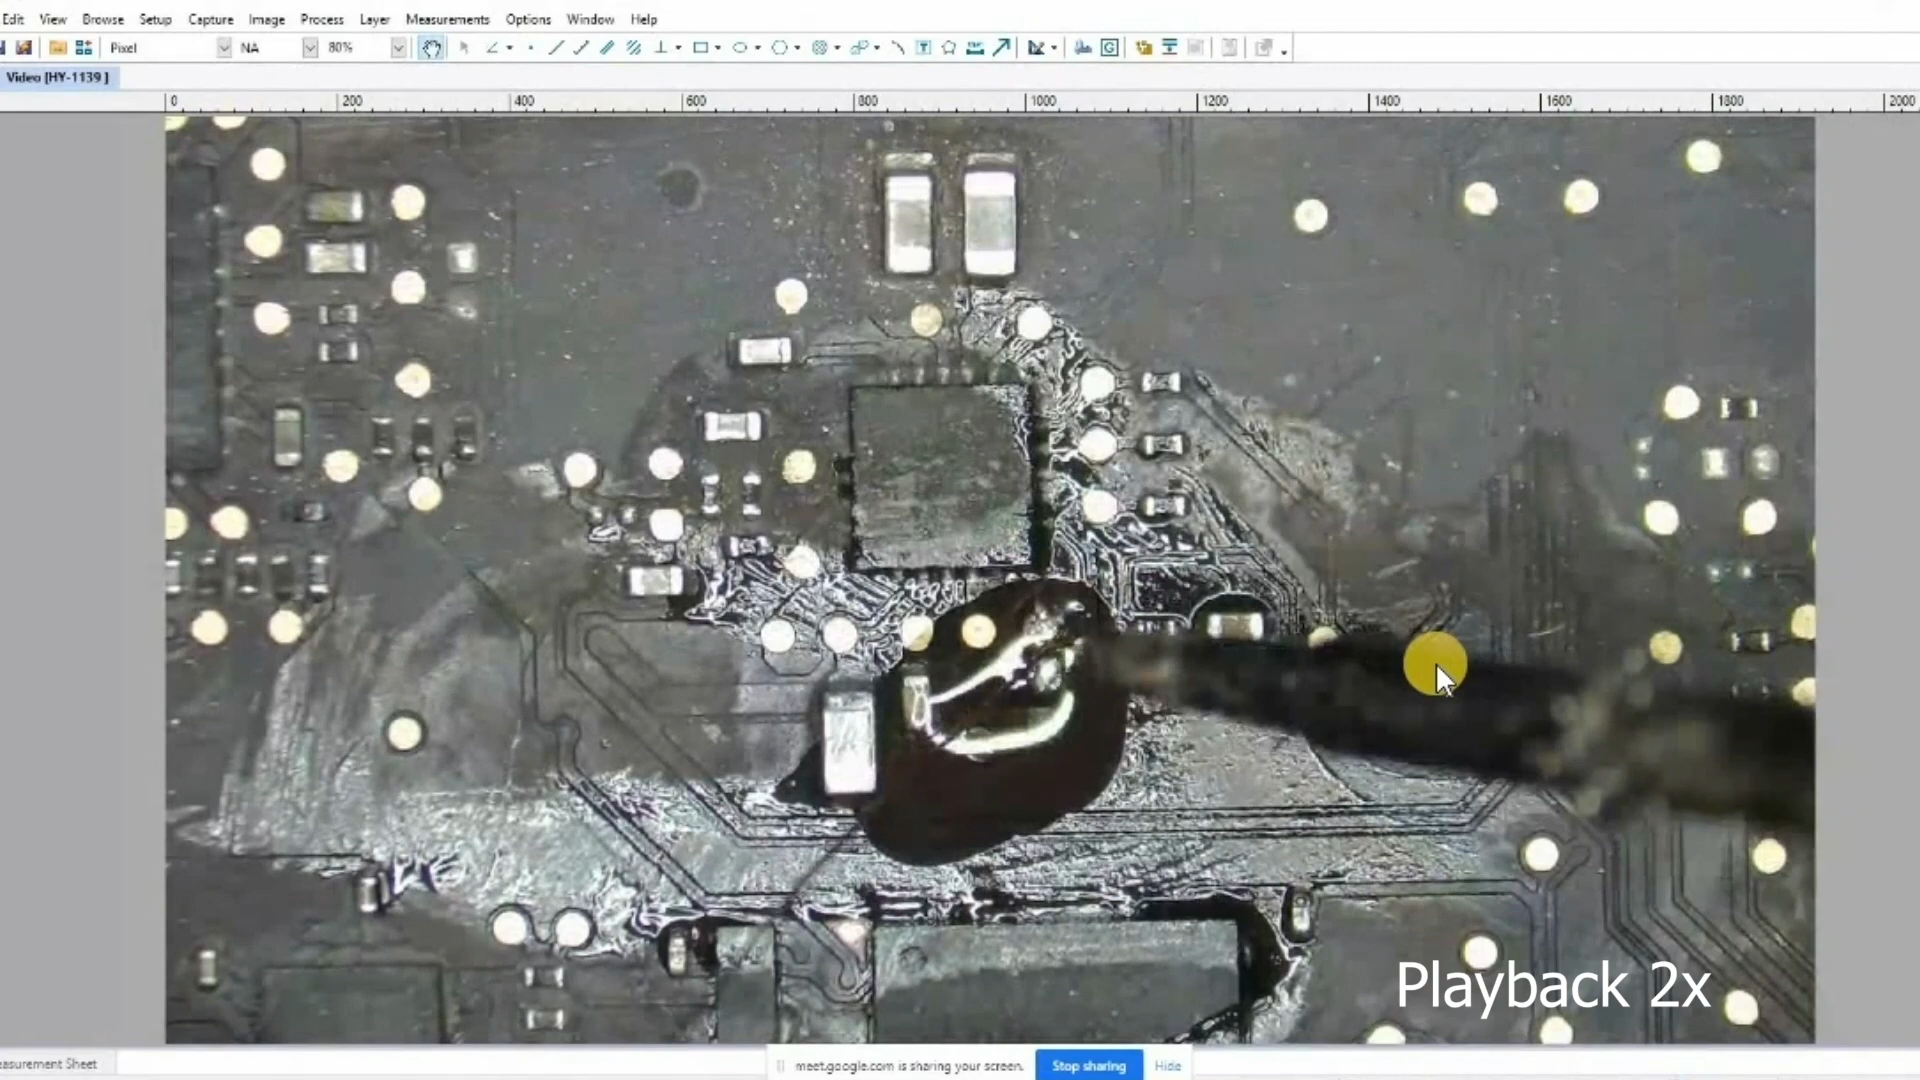 Edit View Browse Setup Capture Image Process Layer Measurements Options Window Help
Pixel NA 80%
Video [HY-1139 ]
0 200 400 600 800 1000 1200 1400 1600 1800 2000
Playback 2x
easurement Sheet
meet.google.com is sharing your screen. Stop sharing Hide